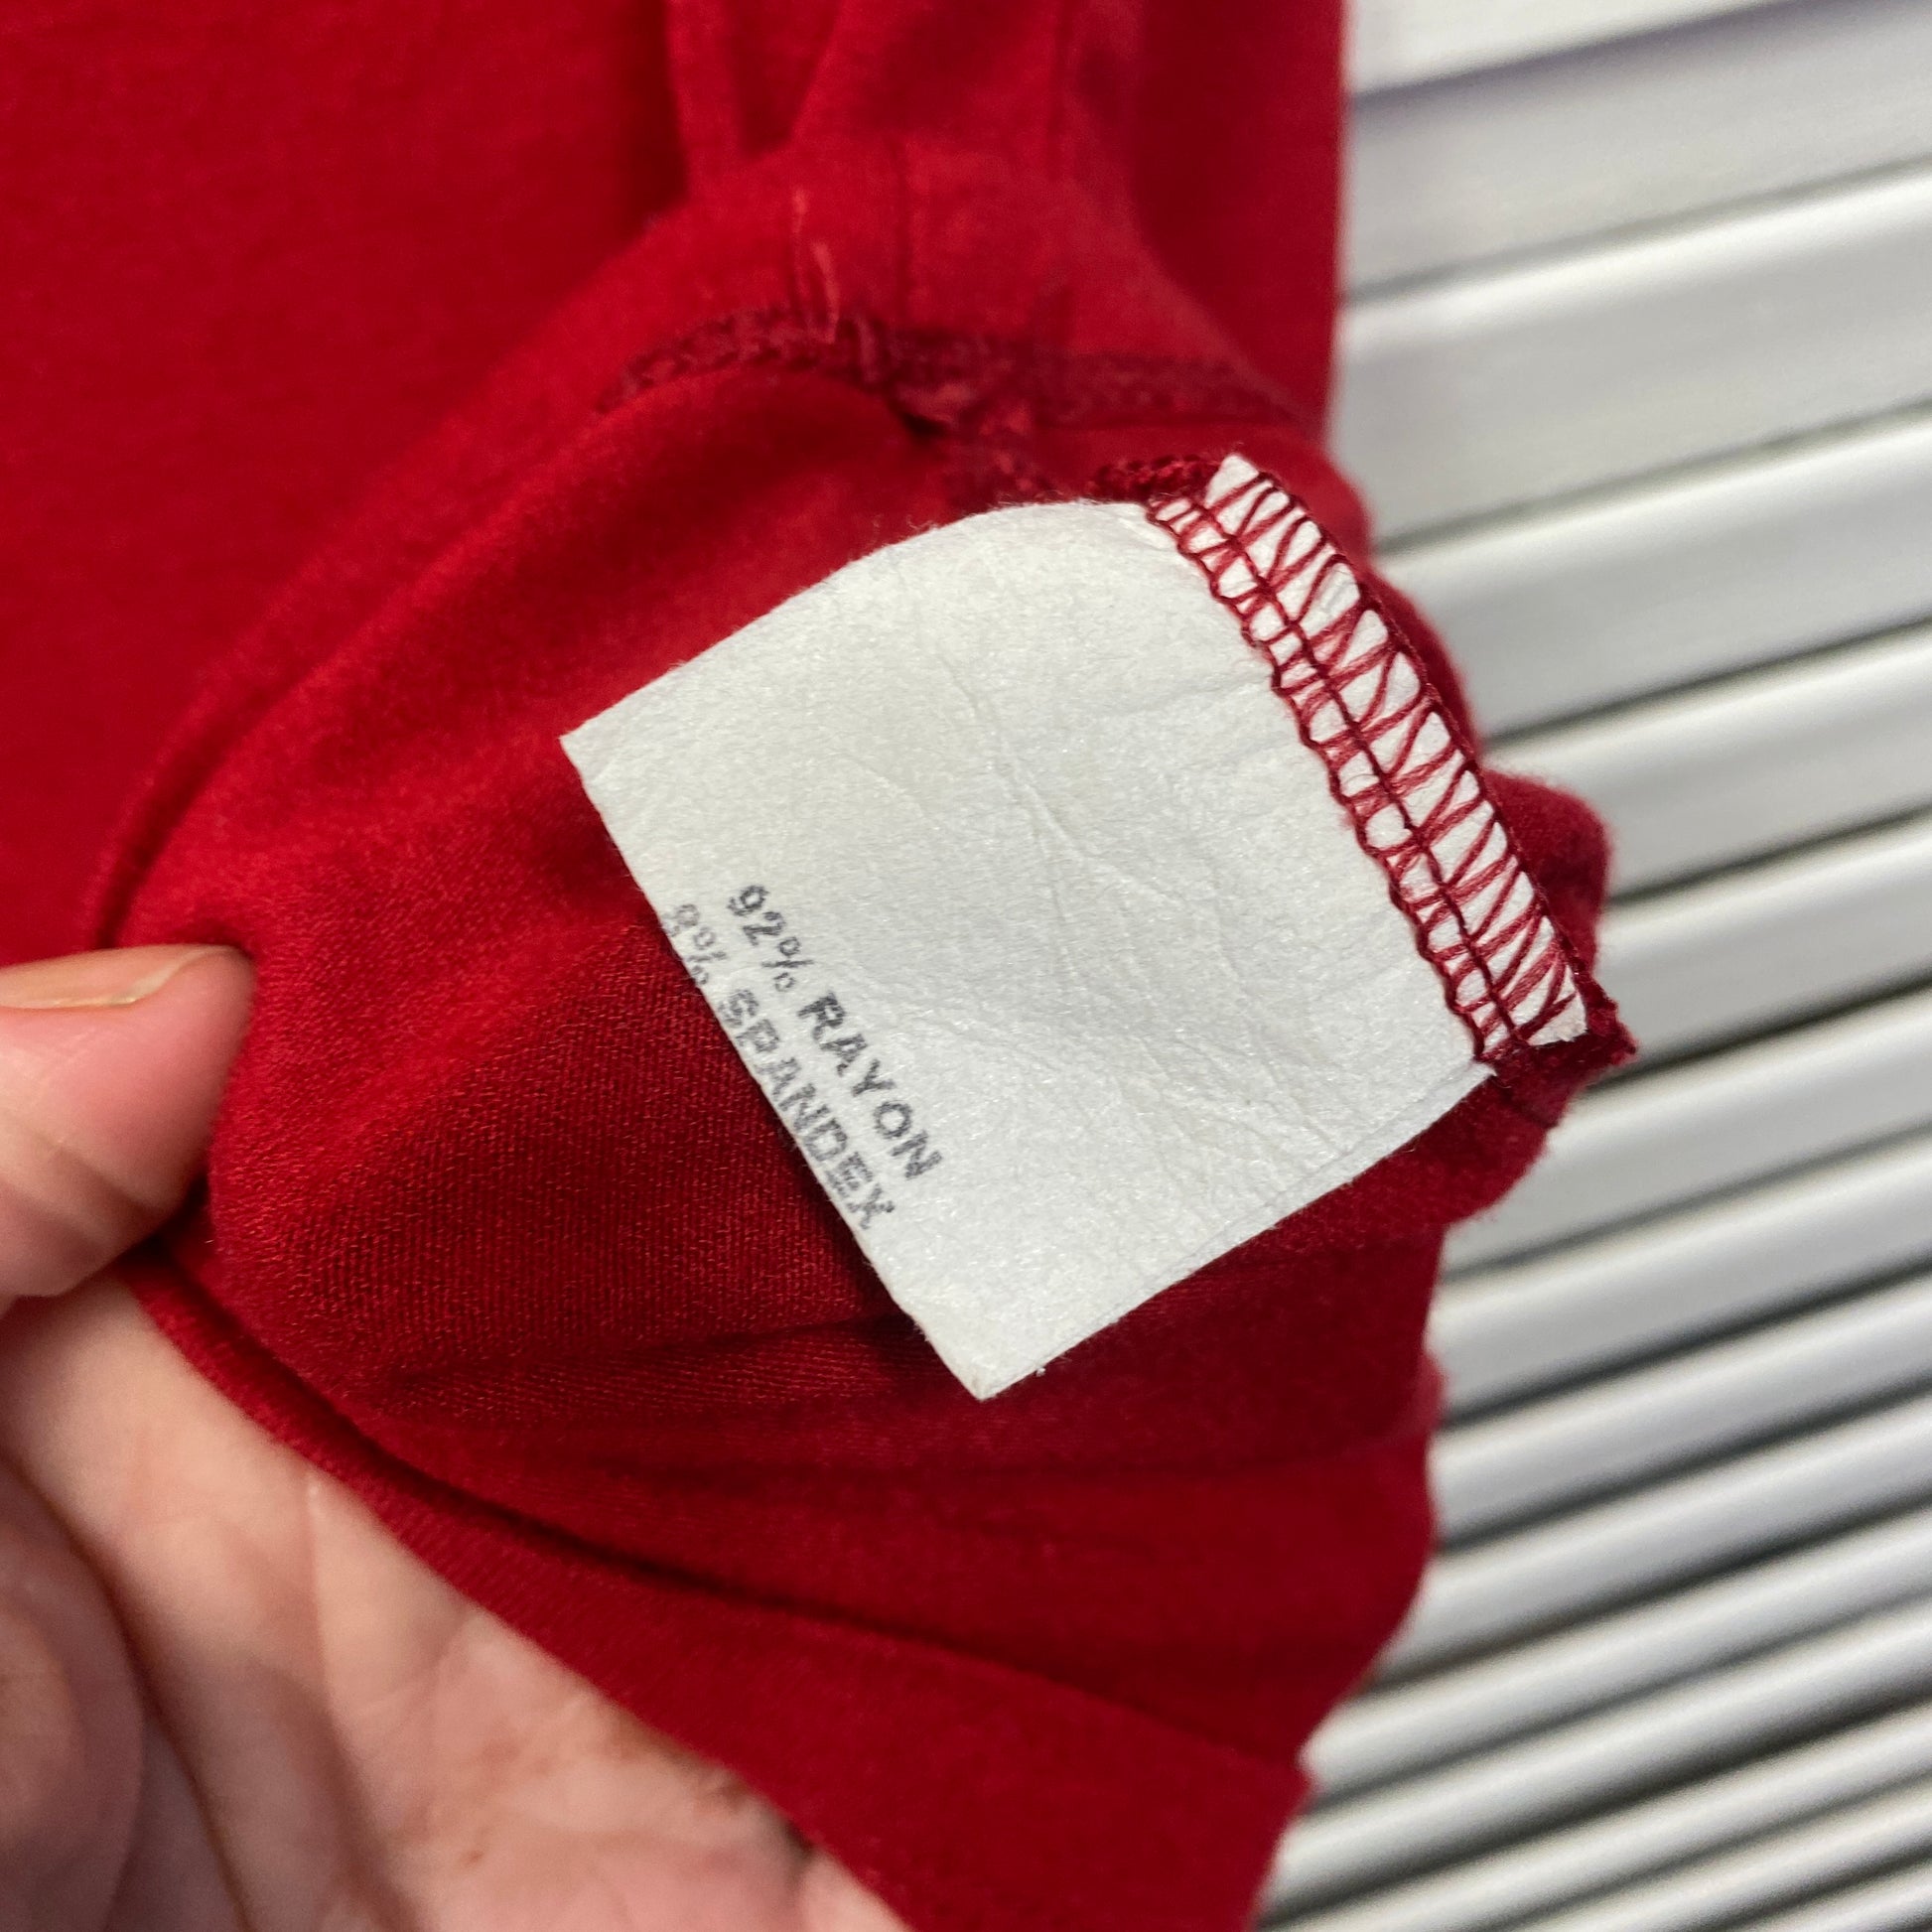 92% RAYON
8% SPANDEX